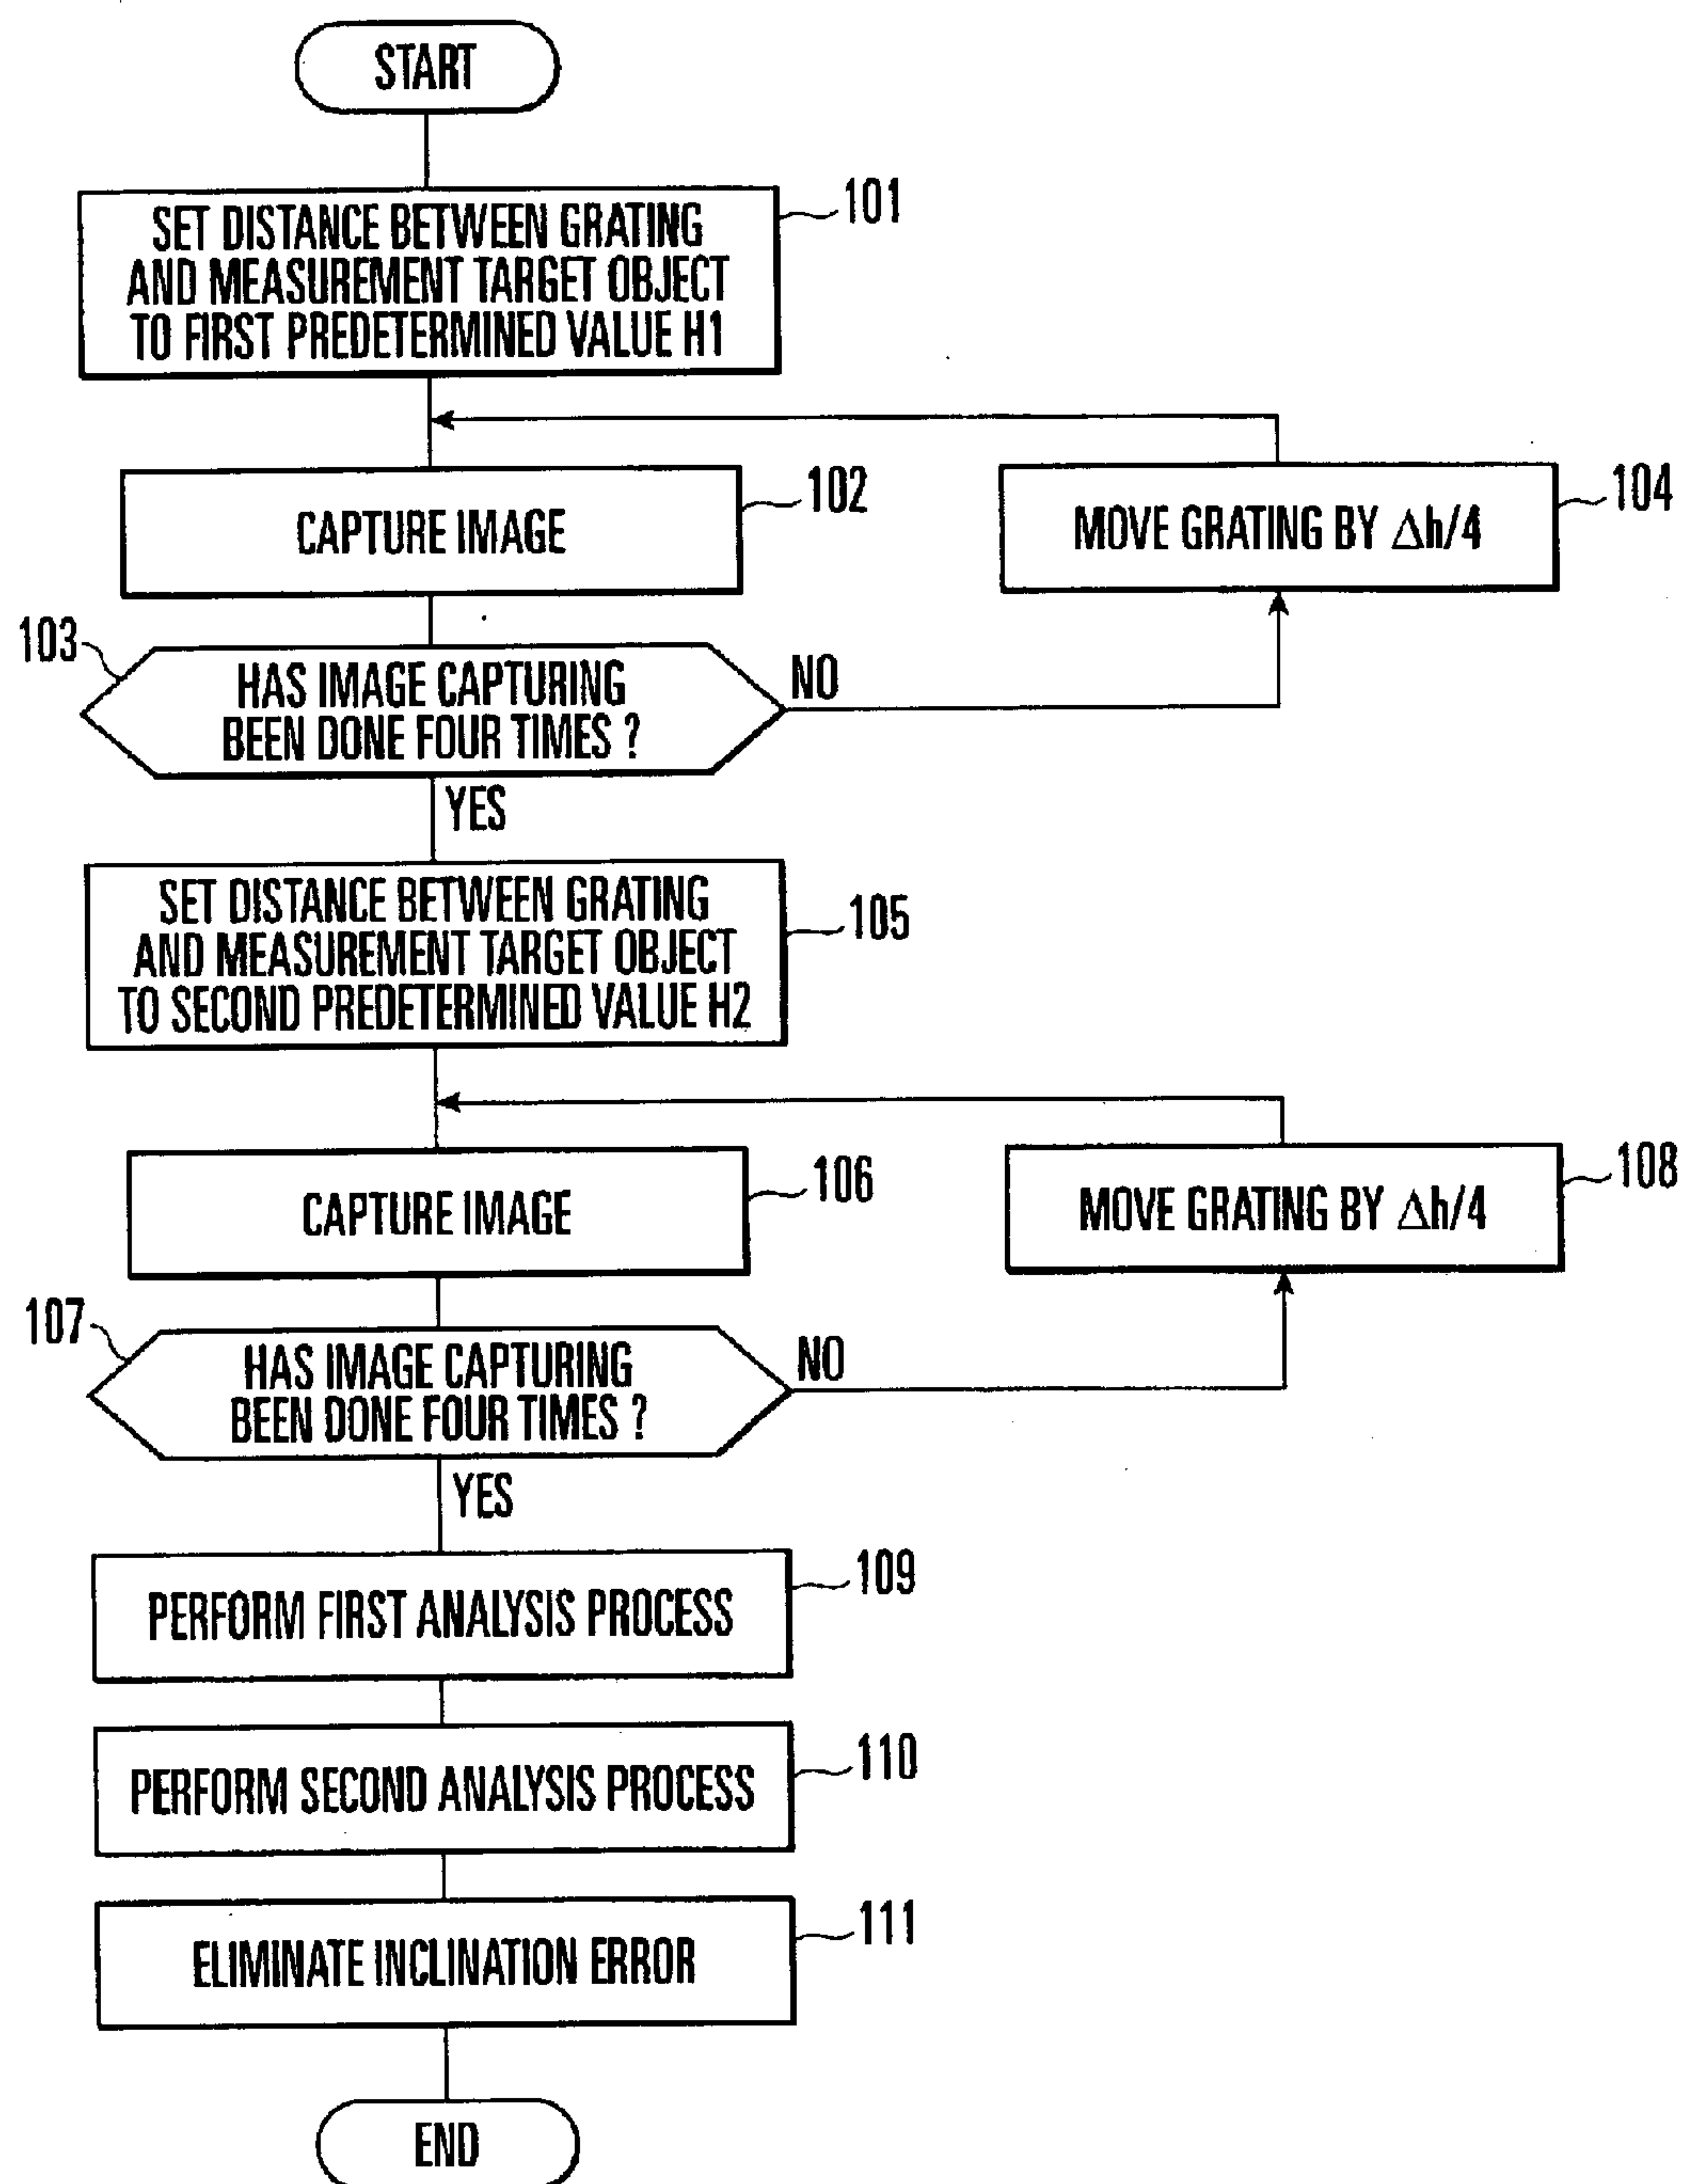 START
SET DISTANCE BETWEEN GRATING
AND MEASUREMENT TARGET OBJECT
TO FIRST PREDETERMINED VALUE H1
101
CAPTURE IMAGE
102
MOVE GRATING BY Δh/4
104
103
HAS IMAGE CAPTURING
BEEN DONE FOUR TIMES ?
NO
YES
SET DISTANCE BETWEEN GRATING
AND MEASUREMENT TARGET OBJECT
TO SECOND PREDETERMINED VALUE H2
105
CAPTURE IMAGE
106
MOVE GRATING BY Δh/4
108
107
HAS IMAGE CAPTURING
BEEN DONE FOUR TIMES ?
NO
YES
PERFORM FIRST ANALYSIS PROCESS
109
PERFORM SECOND ANALYSIS PROCESS
110
ELIMINATE INCLINATION ERROR
111
END